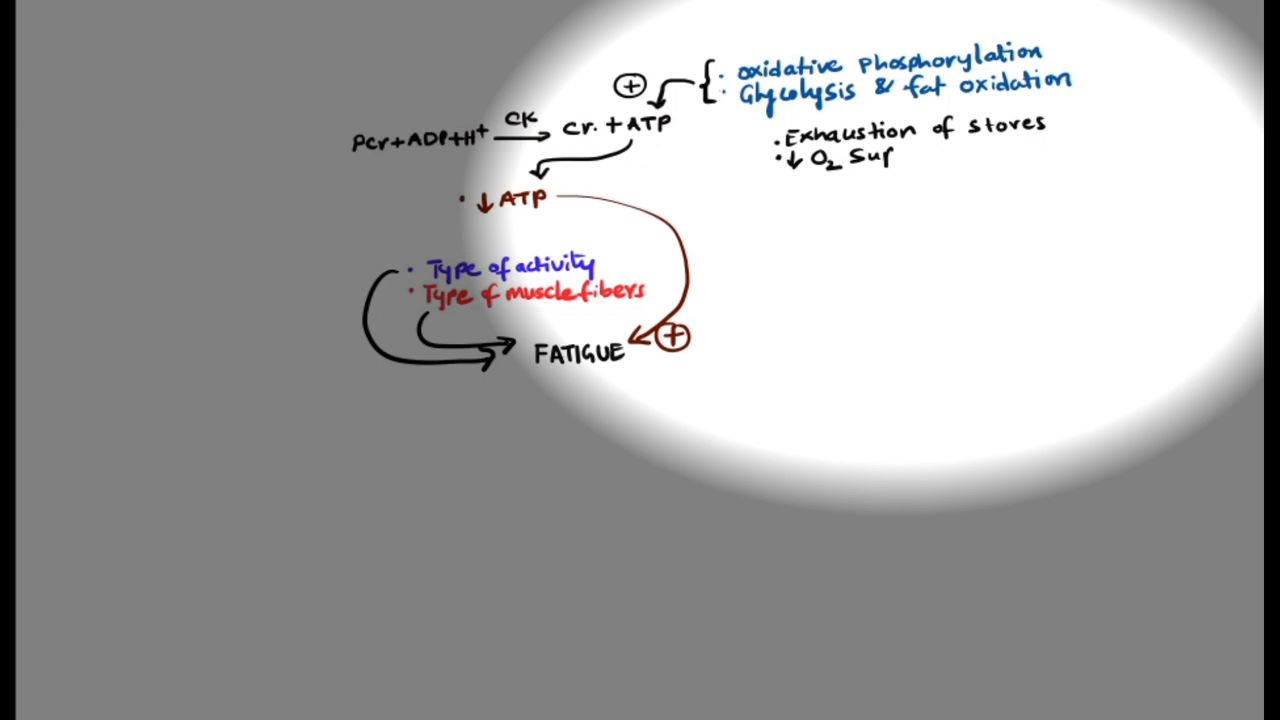 · oxidative phosphorylation
⊕ { · Glycolysis & fat oxidation
PCr+ADP+H⁺ CK → Cr. + ATP
· Exhaustion of stores
· ↓ O₂ Sup
· ↓ ATP
· Type of activity
· Type of muscle fibers
FATIGUE ⊕